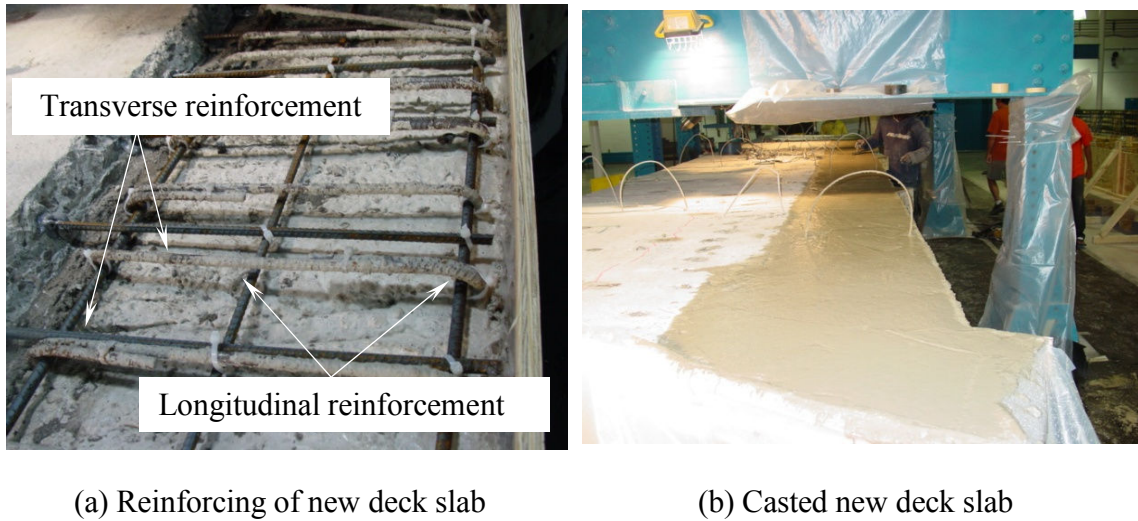 Transverse reinforcement
Longitudinal reinforcement
(a) Reinforcing of new deck slab
(b) Casted new deck slab